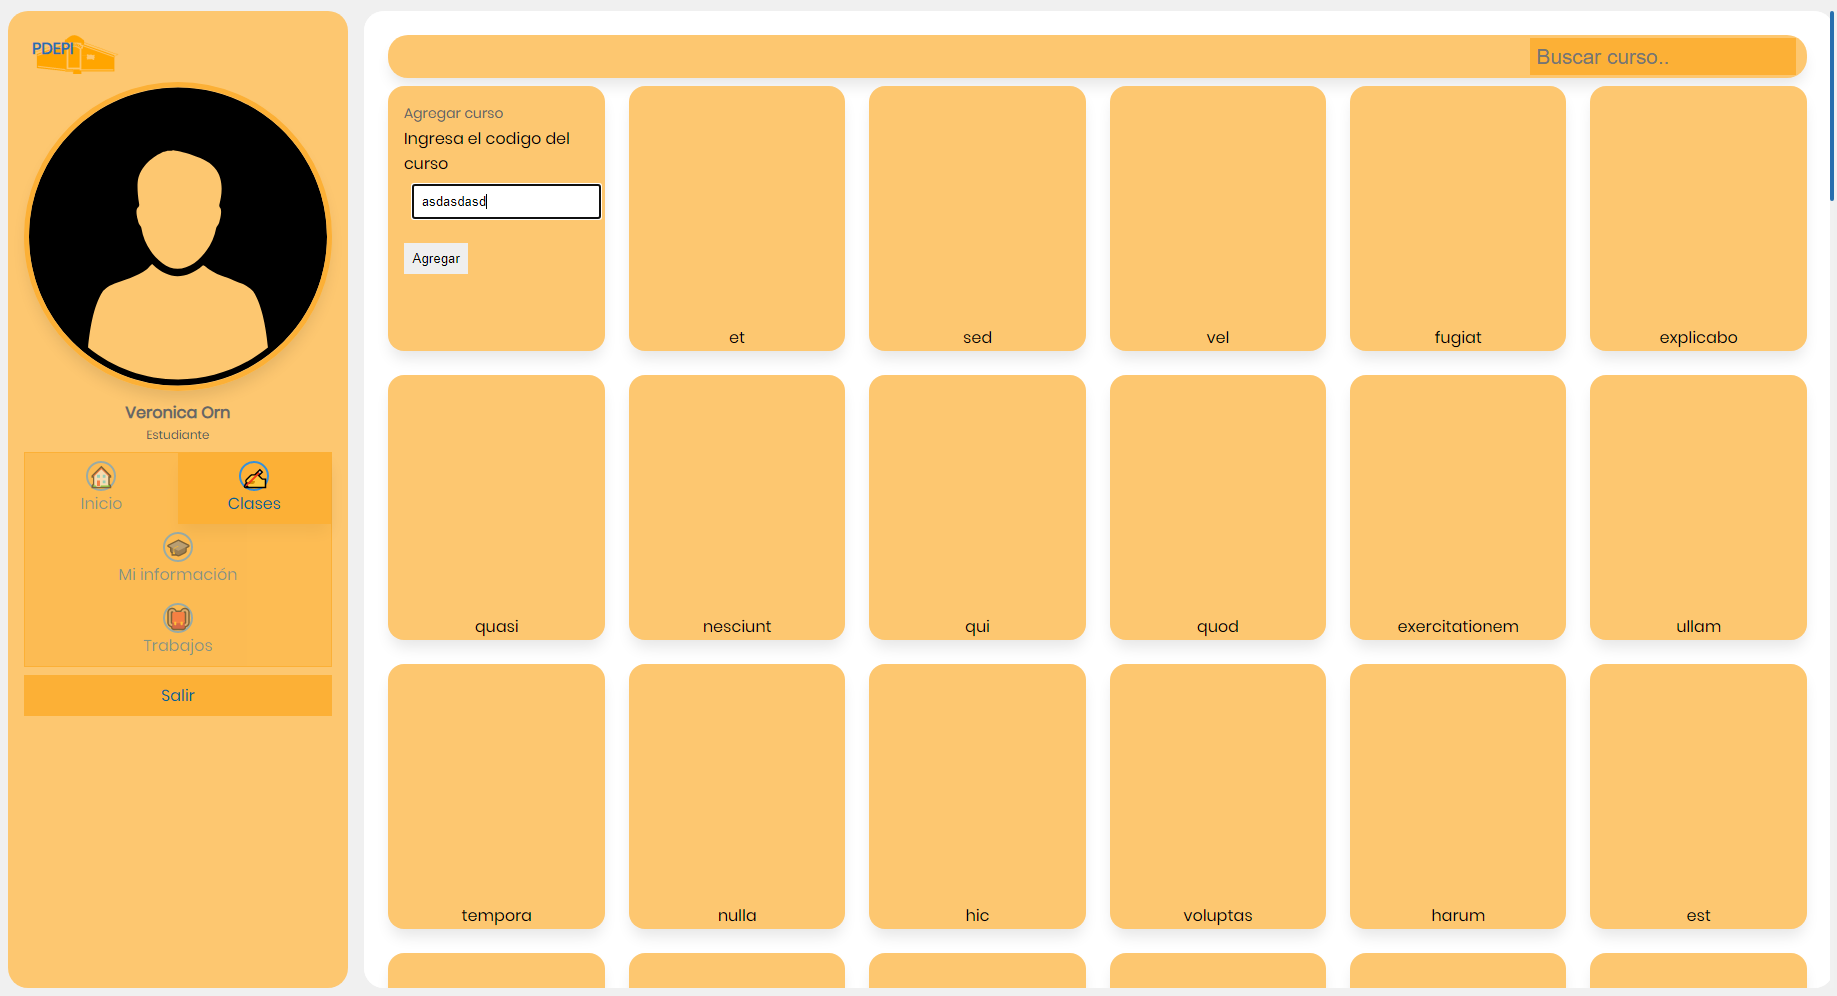 PDEPI
Veronica Orn
Estudiante
Inicio
Clases
Mi información
Trabajos
Salir
Buscar curso..
Agregar curso
Ingresa el codigo del
curso
asdasdasd
Agregar
et
sed
vel
fugiat
explicabo
quasi
nesciunt
qui
quod
exercitationem
ullam
tempora
nulla
hic
voluptas
harum
est